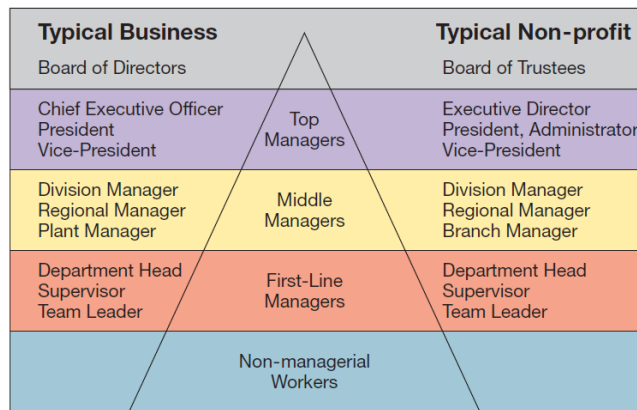 Typical Business
Board of Directors
Typical Non-profit
Board of Trustees
Chief Executive Officer
President
Vice-President
Top
Managers
Executive Director
President, Administrator
Vice-President
Division Manager
Regional Manager
Plant Manager
Middle
Managers
Division Manager
Regional Manager
Branch Manager
Department Head
Supervisor
Team Leader
First-Line
Managers
Department Head
Supervisor
Team Leader
Non-managerial
Workers